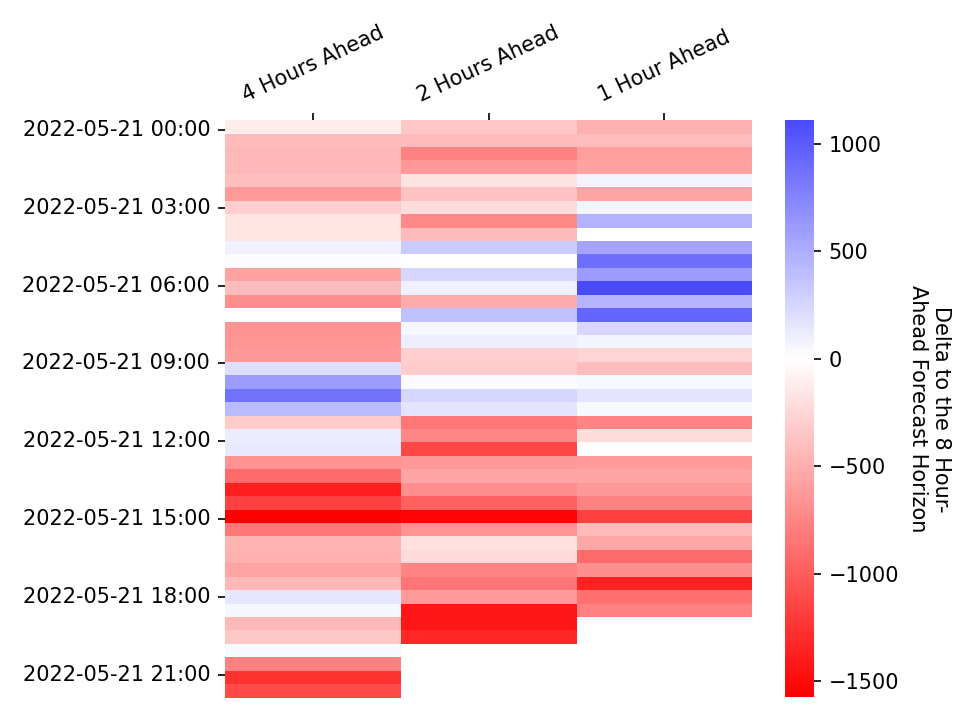 4 Hours Ahead
2 Hours Ahead
1 Hour Ahead
2022-05-21 00:00
2022-05-21 03:00
2022-05-21 06:00
2022-05-21 09:00
2022-05-21 12:00
2022-05-21 15:00
2022-05-21 18:00
2022-05-21 21:00
1000
500
0
−500
−1000
−1500
Delta to the 8 Hour-
Ahead Forecast Horizon